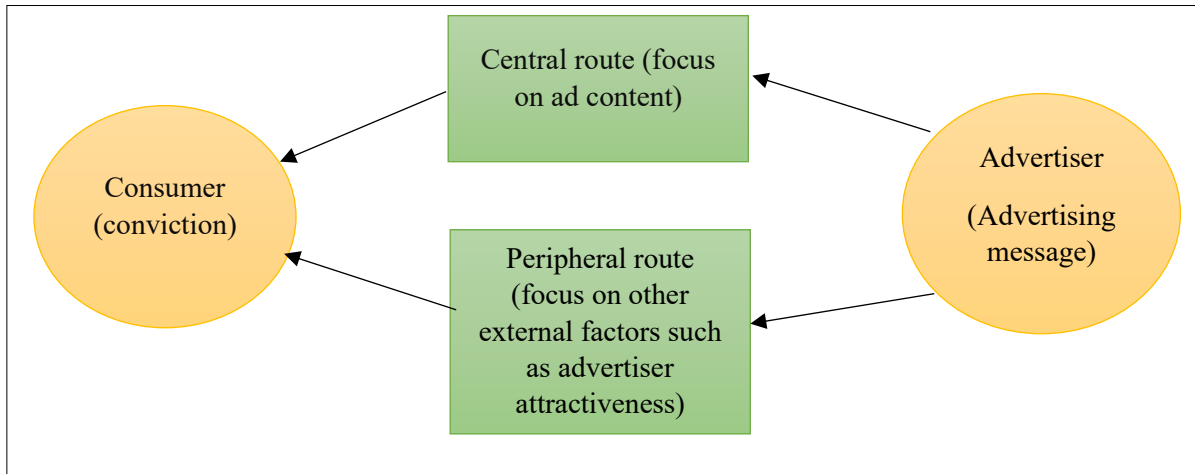 Central route (focus
on ad content)
Consumer
(conviction)
Advertiser
(Advertising
message)
Peripheral route
(focus on other
external factors such
as advertiser
attractiveness)